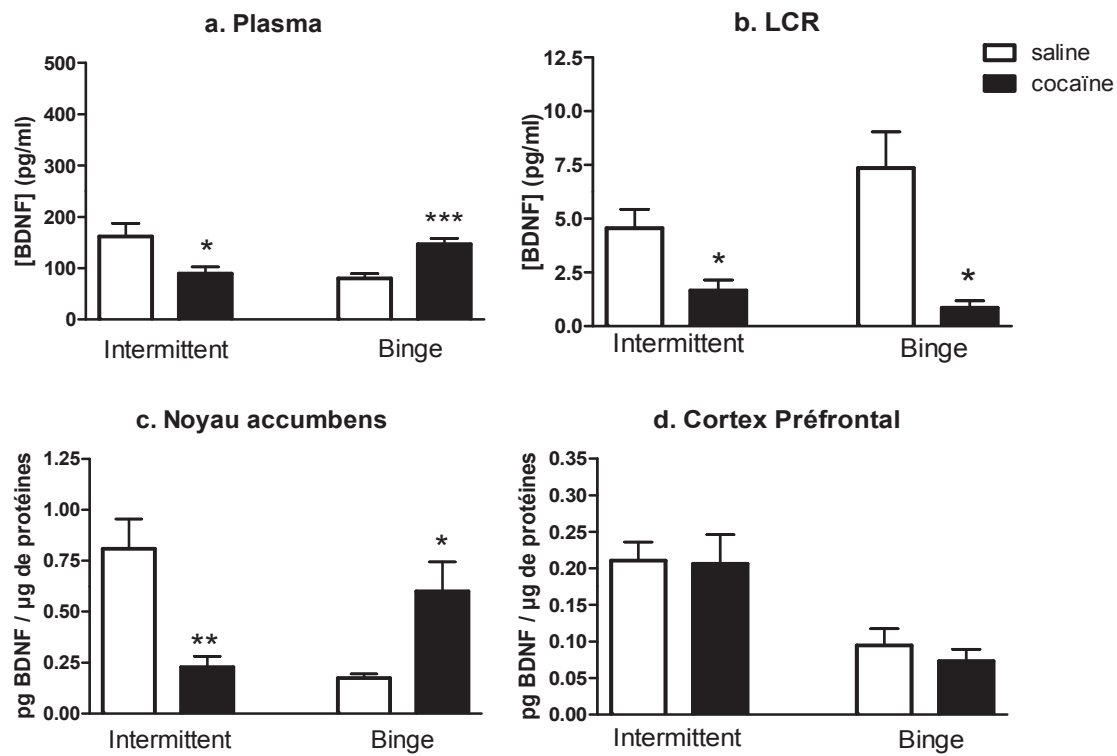 a. Plasma
500
400
300
200
100
0
[BDNF] (pg/ml)
*
***
Intermittent Binge
b. LCR
saline
cocaïne
12.5
10.0
7.5
5.0
2.5
0.0
[BDNF] (pg/ml)
*
*
Intermittent Binge
c. Noyau accumbens
1.25
1.00
0.75
0.50
0.25
0.00
pg BDNF / µg de protéines
**
*
Intermittent Binge
d. Cortex Préfrontal
0.35
0.30
0.25
0.20
0.15
0.10
0.05
0.00
pg BDNF / µg de protéines
Intermittent Binge